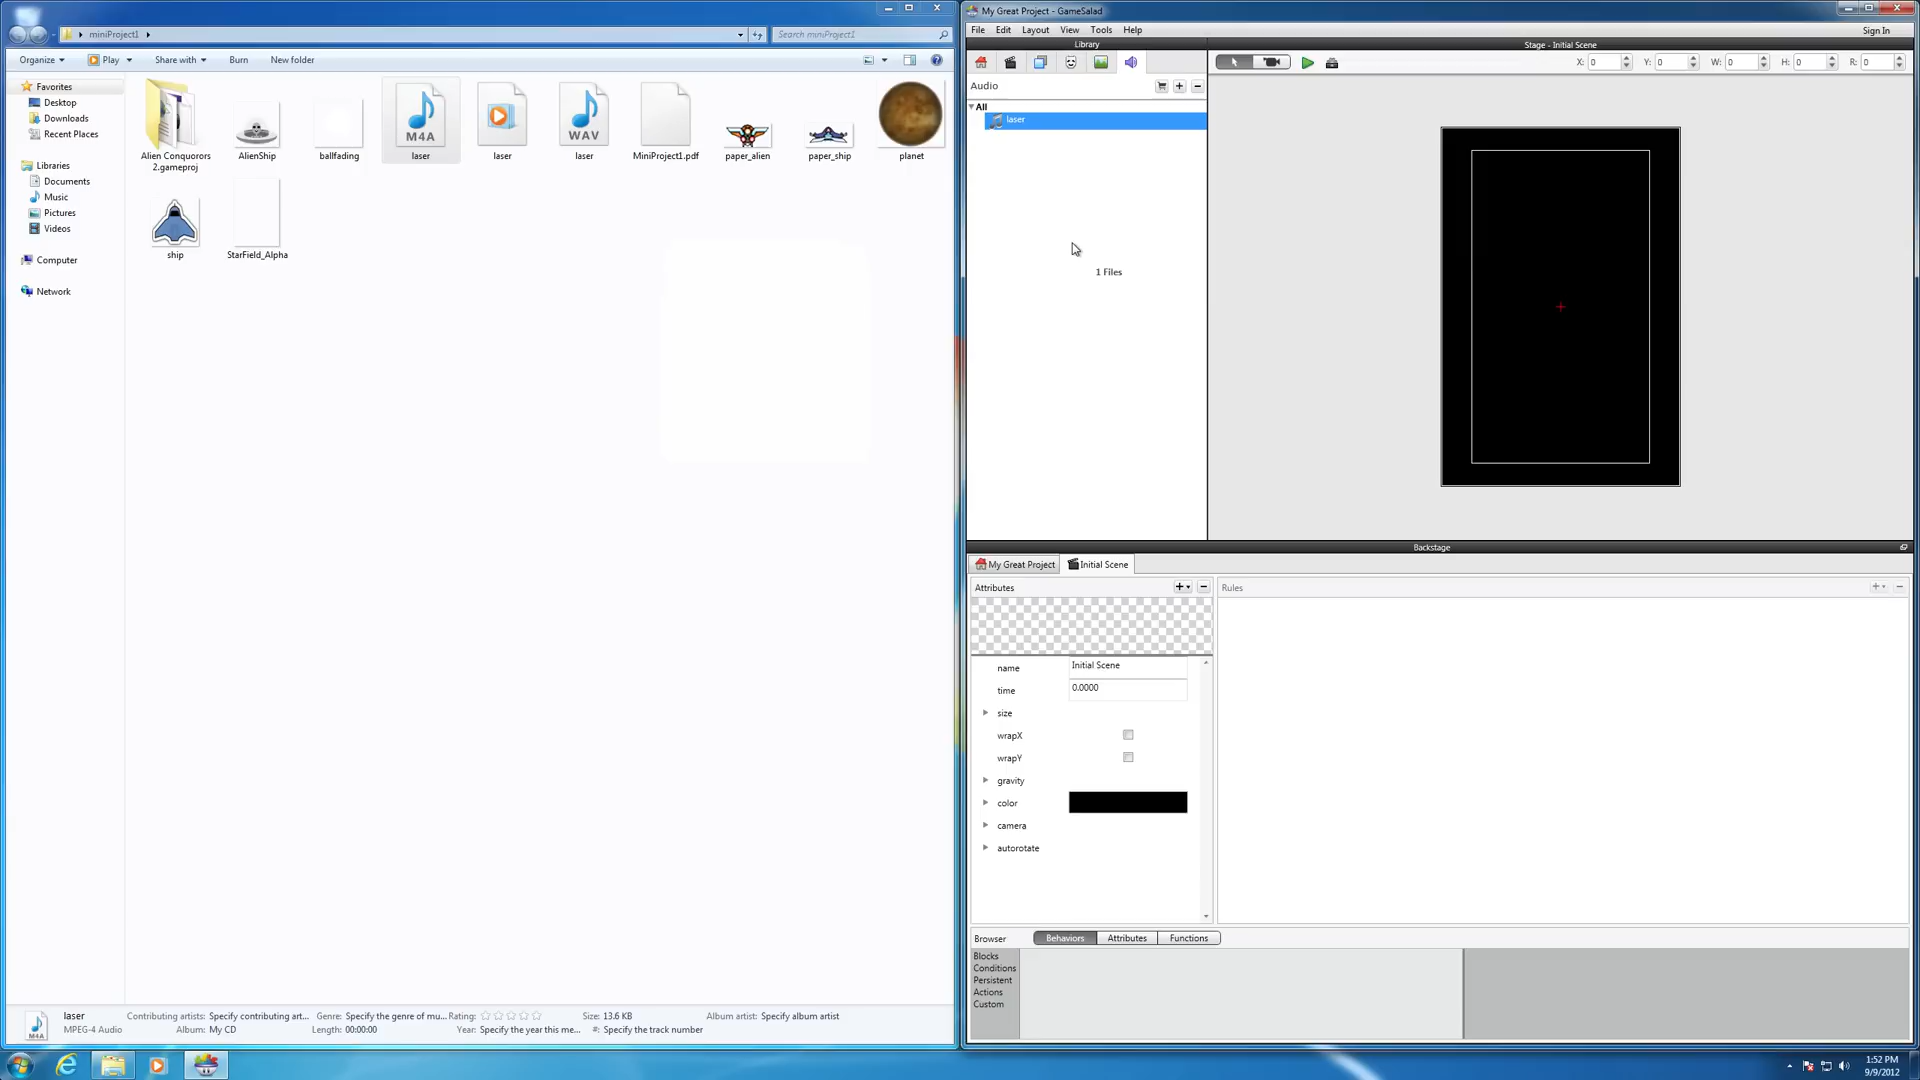 miniProject1
Search miniProject1
Organize Play Share with Burn New folder
Favorites
Desktop
Downloads
Recent Places
Libraries
Documents
Music
Pictures
Videos
Computer
Network
M4A
WAV
Alien Conquorors 2.gameproj
AlienShip
ballfading
laser
laser
laser
MiniProject1.pdf
paper_alien
paper_ship
planet
ship
StarField_Alpha
laser Contributing artists: Specify contributing art... Genre: Specify the genre of mu... Rating: Size: 13.6 KB Album artist: Specify album artist
MPEG-4 Audio Album: My CD Length: 00:00:00 Year: Specify the year this me... #: Specify the track number
M4A
My Great Project - GameSalad
File Edit Layout View Tools Help Sign In
Library
Stage - Initial Scene
X: 0 Y: 0 W: 0 H: 0 R: 0
Audio
All
laser
1 Files
Backstage
My Great Project Initial Scene
Attributes
Rules
name Initial Scene
time 0.0000
size
wrapX
wrapY
gravity
color
camera
autorotate
Browser Behaviors Attributes Functions
Blocks
Conditions
Persistent
Actions
Custom
1:52 PM
9/9/2012